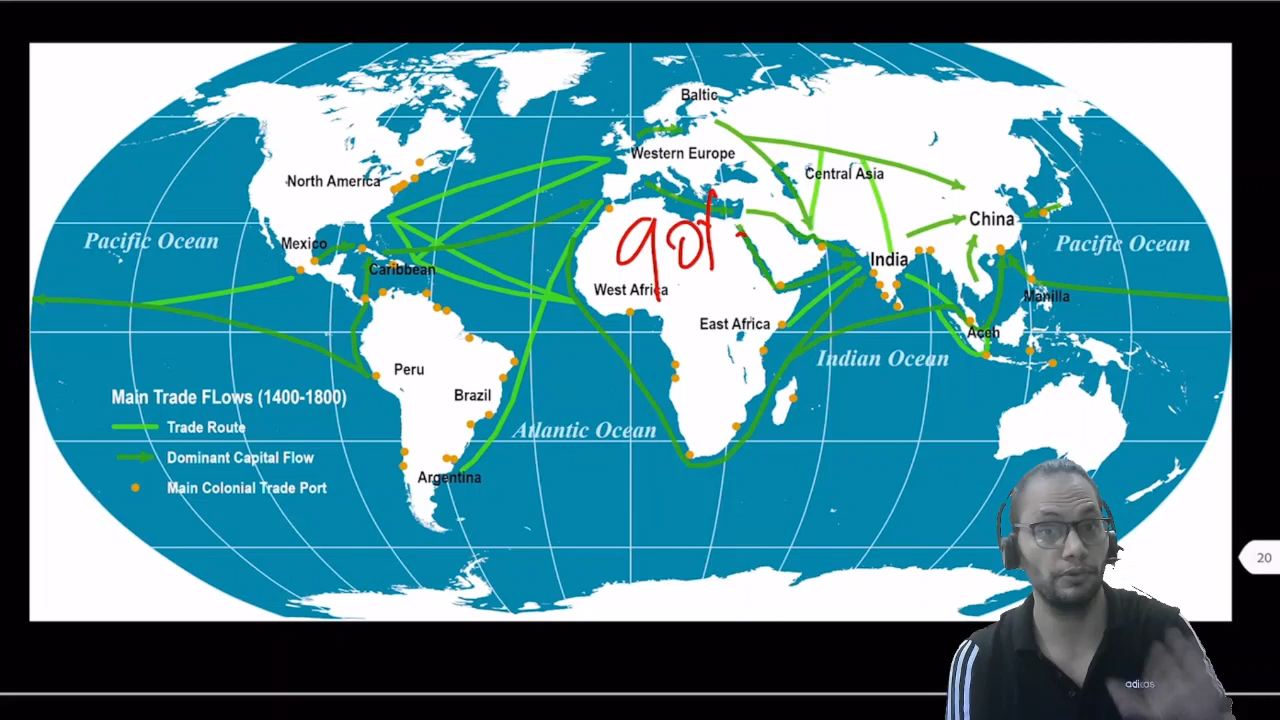 Baltic
Western Europe
Central Asia
North America
China
Pacific Ocean
Pacific Ocean
Mexico
India
Caribbean
West Africa
Manilla
East Africa
Aceh
Indian Ocean
Peru
Brazil
Main Trade FLows (1400-1800)
Trade Route
Atlantic Ocean
Dominant Capital Flow
Argentina
Main Colonial Trade Port
20
adidas